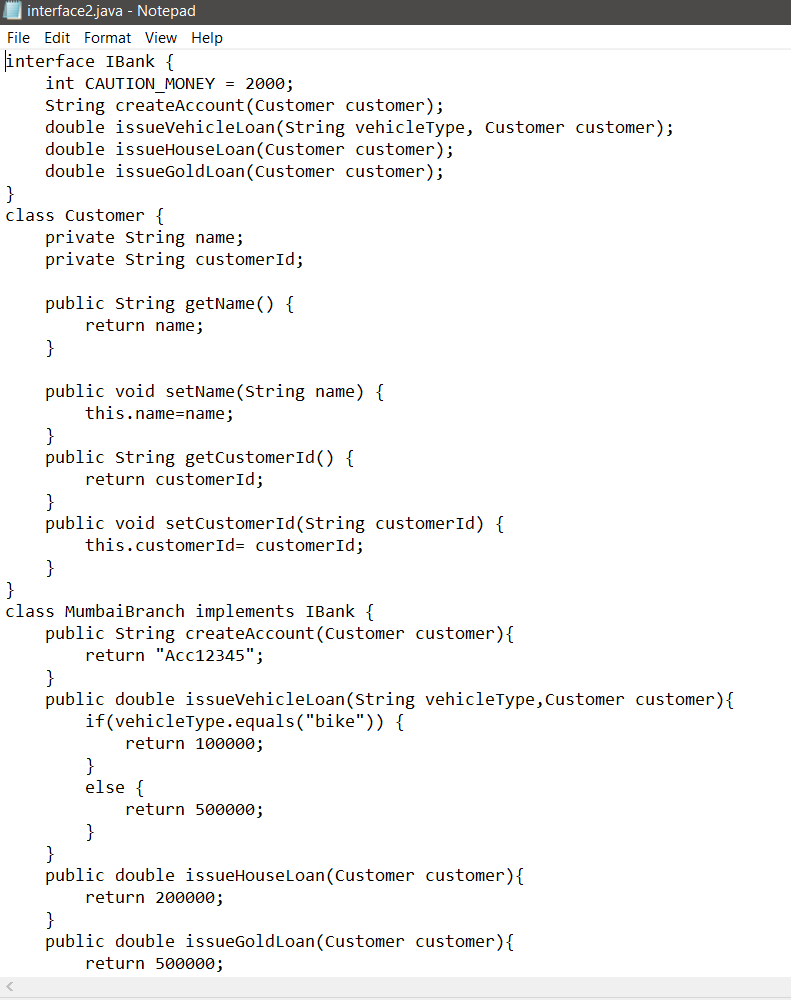 interface2.java - Notepad
File Edit Format View Help
interface IBank {
    int CAUTION_MONEY = 2000;
    String createAccount(Customer customer);
    double issueVehicleLoan(String vehicleType, Customer customer);
    double issueHouseLoan(Customer customer);
    double issueGoldLoan(Customer customer);
}
class Customer {
    private String name;
    private String customerId;

    public String getName() {
        return name;
    }

    public void setName(String name) {
        this.name=name;
    }
    public String getCustomerId() {
        return customerId;
    }
    public void setCustomerId(String customerId) {
        this.customerId= customerId;
    }
}
class MumbaiBranch implements IBank {
    public String createAccount(Customer customer){
        return "Acc12345";
    }
    public double issueVehicleLoan(String vehicleType,Customer customer){
        if(vehicleType.equals("bike")) {
            return 100000;
        }
        else {
            return 500000;
        }
    }
    public double issueHouseLoan(Customer customer){
        return 200000;
    }
    public double issueGoldLoan(Customer customer){
        return 500000;